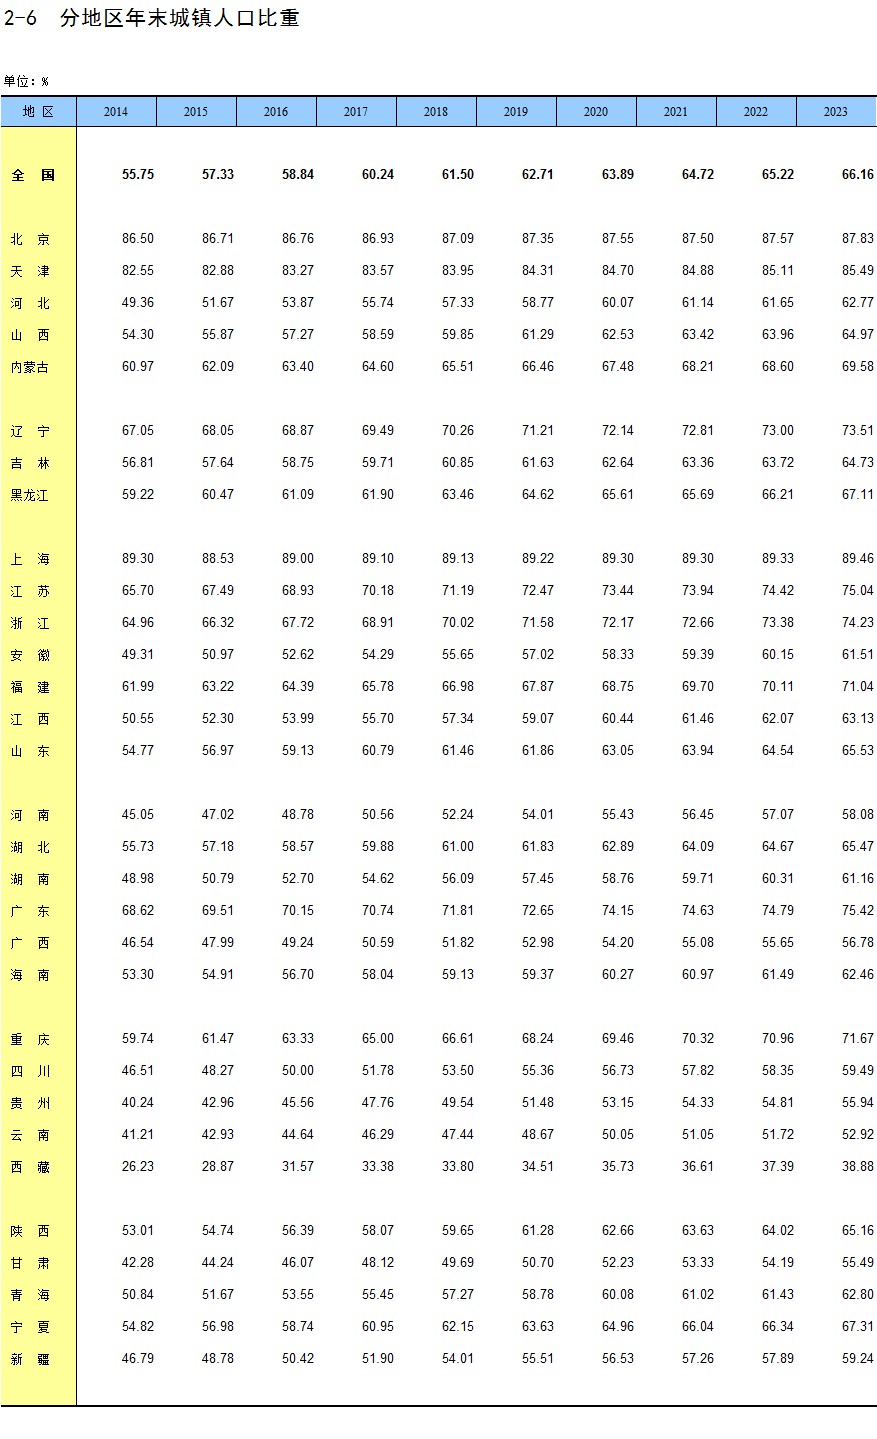 2-6 分地区年末城镇人口比重
单位：%
地 区 2014 2015 2016 2017 2018 2019 2020 2021 2022 2023
全 国 55.75 57.33 58.84 60.24 61.50 62.71 63.89 64.72 65.22 66.16
北 京 86.50 86.71 86.76 86.93 87.09 87.35 87.55 87.50 87.57 87.83
天 津 82.55 82.88 83.27 83.57 83.95 84.31 84.70 84.88 85.11 85.49
河 北 49.36 51.67 53.87 55.74 57.33 58.77 60.07 61.14 61.65 62.77
山 西 54.30 55.87 57.27 58.59 59.85 61.29 62.53 63.42 63.96 64.97
内蒙古 60.97 62.09 63.40 64.60 65.51 66.46 67.48 68.21 68.60 69.58
辽 宁 67.05 68.05 68.87 69.49 70.26 71.21 72.14 72.81 73.00 73.51
吉 林 56.81 57.64 58.75 59.71 60.85 61.63 62.64 63.36 63.72 64.73
黑龙江 59.22 60.47 61.09 61.90 63.46 64.62 65.61 65.69 66.21 67.11
上 海 89.30 88.53 89.00 89.10 89.13 89.22 89.30 89.30 89.33 89.46
江 苏 65.70 67.49 68.93 70.18 71.19 72.47 73.44 73.94 74.42 75.04
浙 江 64.96 66.32 67.72 68.91 70.02 71.58 72.17 72.66 73.38 74.23
安 徽 49.31 50.97 52.62 54.29 55.65 57.02 58.33 59.39 60.15 61.51
福 建 61.99 63.22 64.39 65.78 66.98 67.87 68.75 69.70 70.11 71.04
江 西 50.55 52.30 53.99 55.70 57.34 59.07 60.44 61.46 62.07 63.13
山 东 54.77 56.97 59.13 60.79 61.46 61.86 63.05 63.94 64.54 65.53
河 南 45.05 47.02 48.78 50.56 52.24 54.01 55.43 56.45 57.07 58.08
湖 北 55.73 57.18 58.57 59.88 61.00 61.83 62.89 64.09 64.67 65.47
湖 南 48.98 50.79 52.70 54.62 56.09 57.45 58.76 59.71 60.31 61.16
广 东 68.62 69.51 70.15 70.74 71.81 72.65 74.15 74.63 74.79 75.42
广 西 46.54 47.99 49.24 50.59 51.82 52.98 54.20 55.08 55.65 56.78
海 南 53.30 54.91 56.70 58.04 59.13 59.37 60.27 60.97 61.49 62.46
重 庆 59.74 61.47 63.33 65.00 66.61 68.24 69.46 70.32 70.96 71.67
四 川 46.51 48.27 50.00 51.78 53.50 55.36 56.73 57.82 58.35 59.49
贵 州 40.24 42.96 45.56 47.76 49.54 51.48 53.15 54.33 54.81 55.94
云 南 41.21 42.93 44.64 46.29 47.44 48.67 50.05 51.05 51.72 52.92
西 藏 26.23 28.87 31.57 33.38 33.80 34.51 35.73 36.61 37.39 38.88
陕 西 53.01 54.74 56.39 58.07 59.65 61.28 62.66 63.63 64.02 65.16
甘 肃 42.28 44.24 46.07 48.12 49.69 50.70 52.23 53.33 54.19 55.49
青 海 50.84 51.67 53.55 55.45 57.27 58.78 60.08 61.02 61.43 62.80
宁 夏 54.82 56.98 58.74 60.95 62.15 63.63 64.96 66.04 66.34 67.31
新 疆 46.79 48.78 50.42 51.90 54.01 55.51 56.53 57.26 57.89 59.24